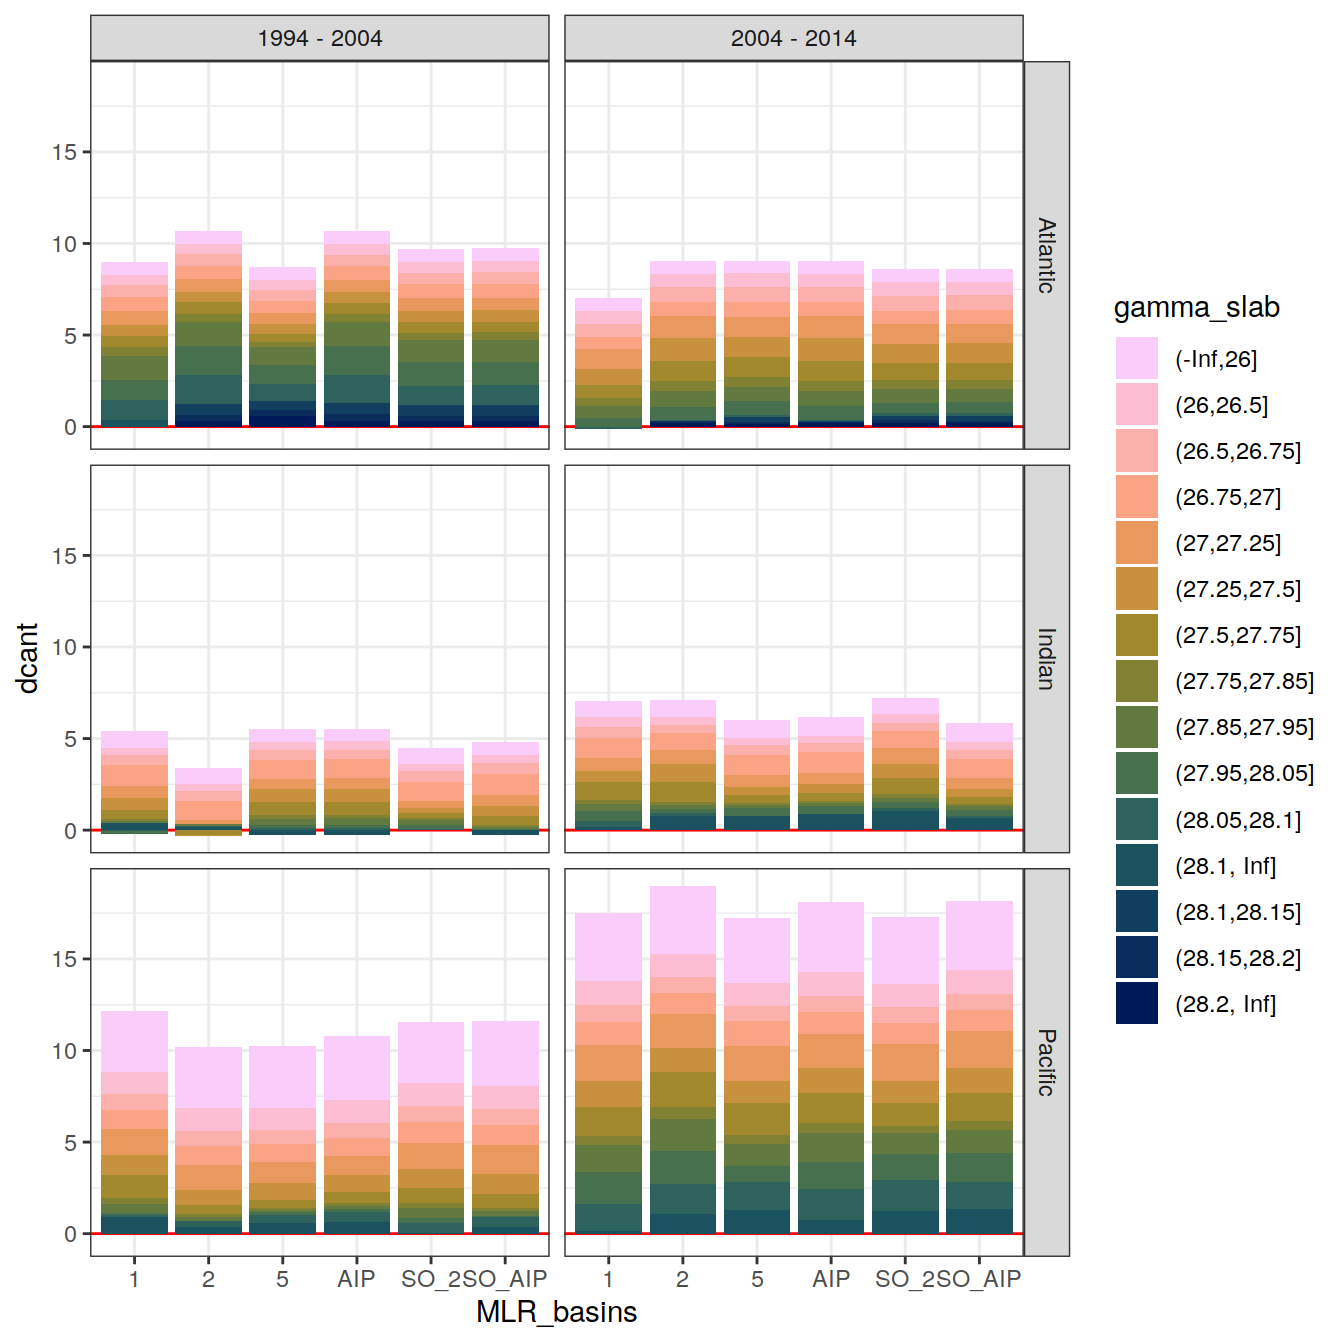 1994 - 2004
2004 - 2014
15
10
5
0
Atlantic
15
10
5
0
Indian
15
10
5
0
Pacific
dcant
1 2 5 AIP SO_2 SO_AIP
1 2 5 AIP SO_2 SO_AIP
MLR_basins
gamma_slab
(-Inf,26]
(26,26.5]
(26.5,26.75]
(26.75,27]
(27,27.25]
(27.25,27.5]
(27.5,27.75]
(27.75,27.85]
(27.85,27.95]
(27.95,28.05]
(28.05,28.1]
(28.1, Inf]
(28.1,28.15]
(28.15,28.2]
(28.2, Inf]